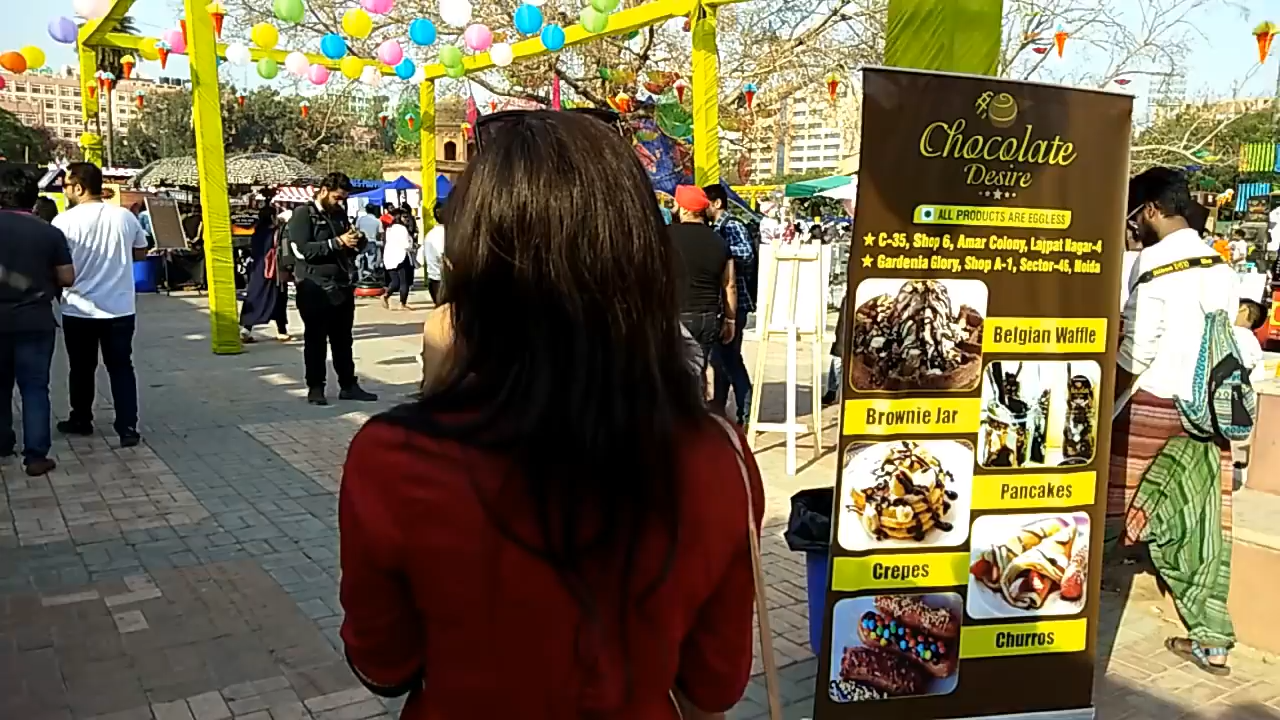 Chocolate
Desire
ALL PRODUCTS ARE EGGLESS
★ C-35, Shop 6, Amar Colony, Lajpat Nagar-4
★ Gardenia Glory, Shop A-1, Sector-46, Noida
Belgian Waffle
Brownie Jar
Pancakes
Crepes
Churros